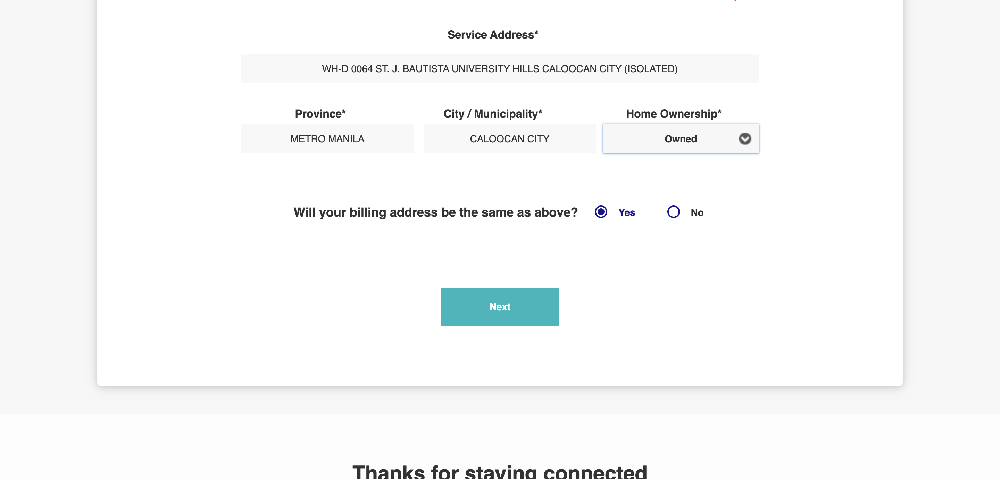 Service Address*
WH-D 0064 ST. J. BAUTISTA UNIVERSITY HILLS CALOOCAN CITY (ISOLATED)
Province*
City / Municipality*
Home Ownership*
METRO MANILA
CALOOCAN CITY
Owned
Will your billing address be the same as above?
Yes
No
Next
Thanks for staying connected